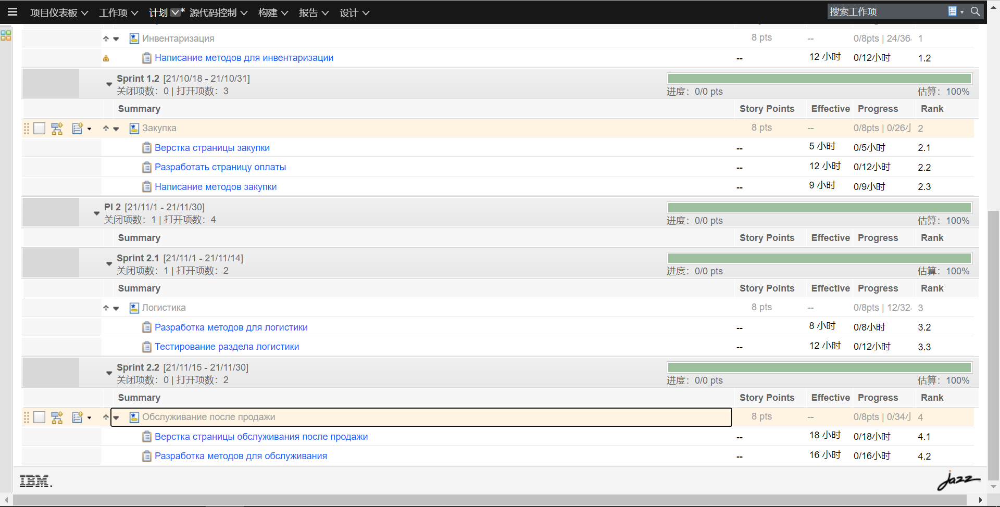 项目仪表板 工作项 计划 * 源代码控制 构建 报告 设计 搜索工作项
Инвентаризация 8 pts -- 0/8pts | 24/36 1
Написание методов для инвентаризации -- 12 小时 0/12小时 1.2
Sprint 1.2 [21/10/18 - 21/10/31]
关闭项数：0 | 打开项数：3 进度：0/0 pts 估算：100%
Summary Story Points Effective Progress Rank
Закупка 8 pts -- 0/8pts | 0/26小 2
Верстка страницы закупки -- 5 小时 0/5小时 2.1
Разработать страницу оплаты -- 12 小时 0/12小时 2.2
Написание методов закупки -- 9 小时 0/9小时 2.3
PI 2 [21/11/1 - 21/11/30]
关闭项数：1 | 打开项数：4 进度：0/0 pts 估算：100%
Summary Story Points Effective Progress Rank
Sprint 2.1 [21/11/1 - 21/11/14]
关闭项数：1 | 打开项数：2 进度：0/0 pts 估算：100%
Summary Story Points Effective Progress Rank
Логистика 8 pts -- 0/8pts | 12/32 3
Разработка методов для логистики -- 8 小时 0/8小时 3.2
Тестирование раздела логистики -- 12 小时 0/12小时 3.3
Sprint 2.2 [21/11/15 - 21/11/30]
关闭项数：0 | 打开项数：2 进度：0/0 pts 估算：100%
Summary Story Points Effective Progress Rank
Обслуживание после продажи 8 pts -- 0/8pts | 0/34小 4
Верстка страницы обслуживания после продажи -- 18 小时 0/18小时 4.1
Разработка методов для обслуживания -- 16 小时 0/16小时 4.2
IBM. jazz